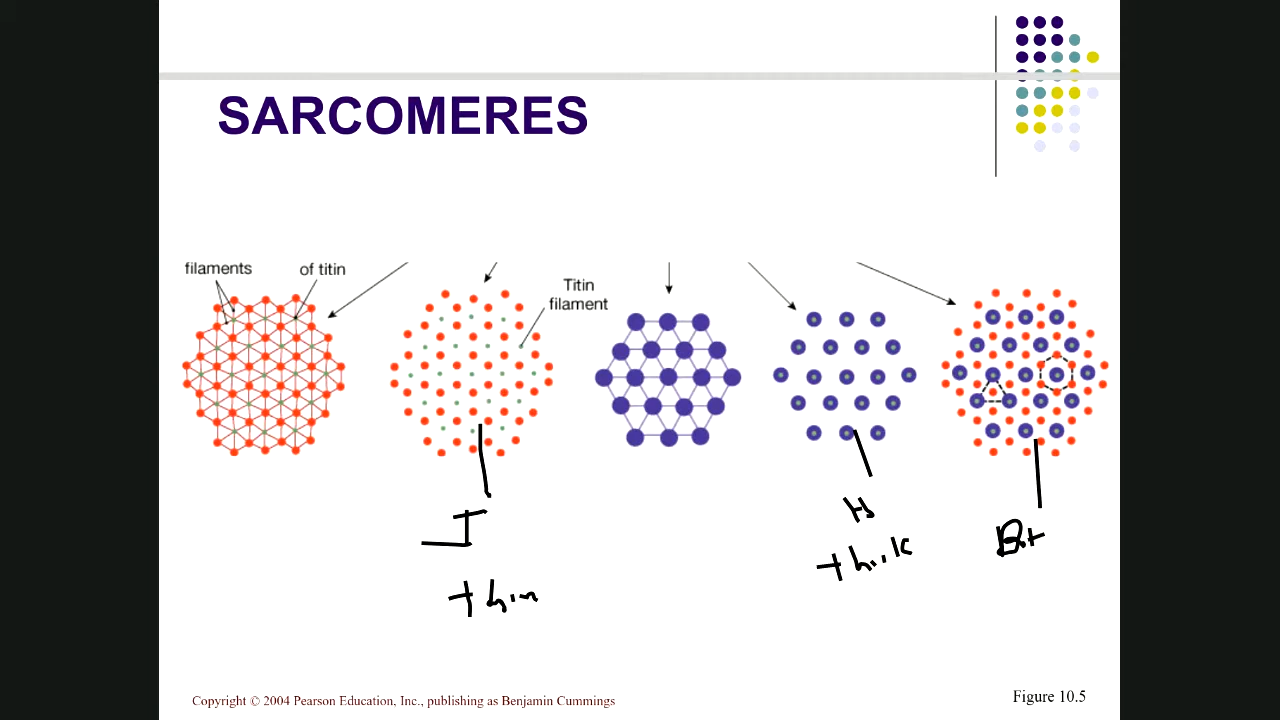 SARCOMERES
filaments
of titin
Titin
filament
I
thin
H
thick
Copyright © 2004 Pearson Education, Inc., publishing as Benjamin Cummings
Figure 10.5